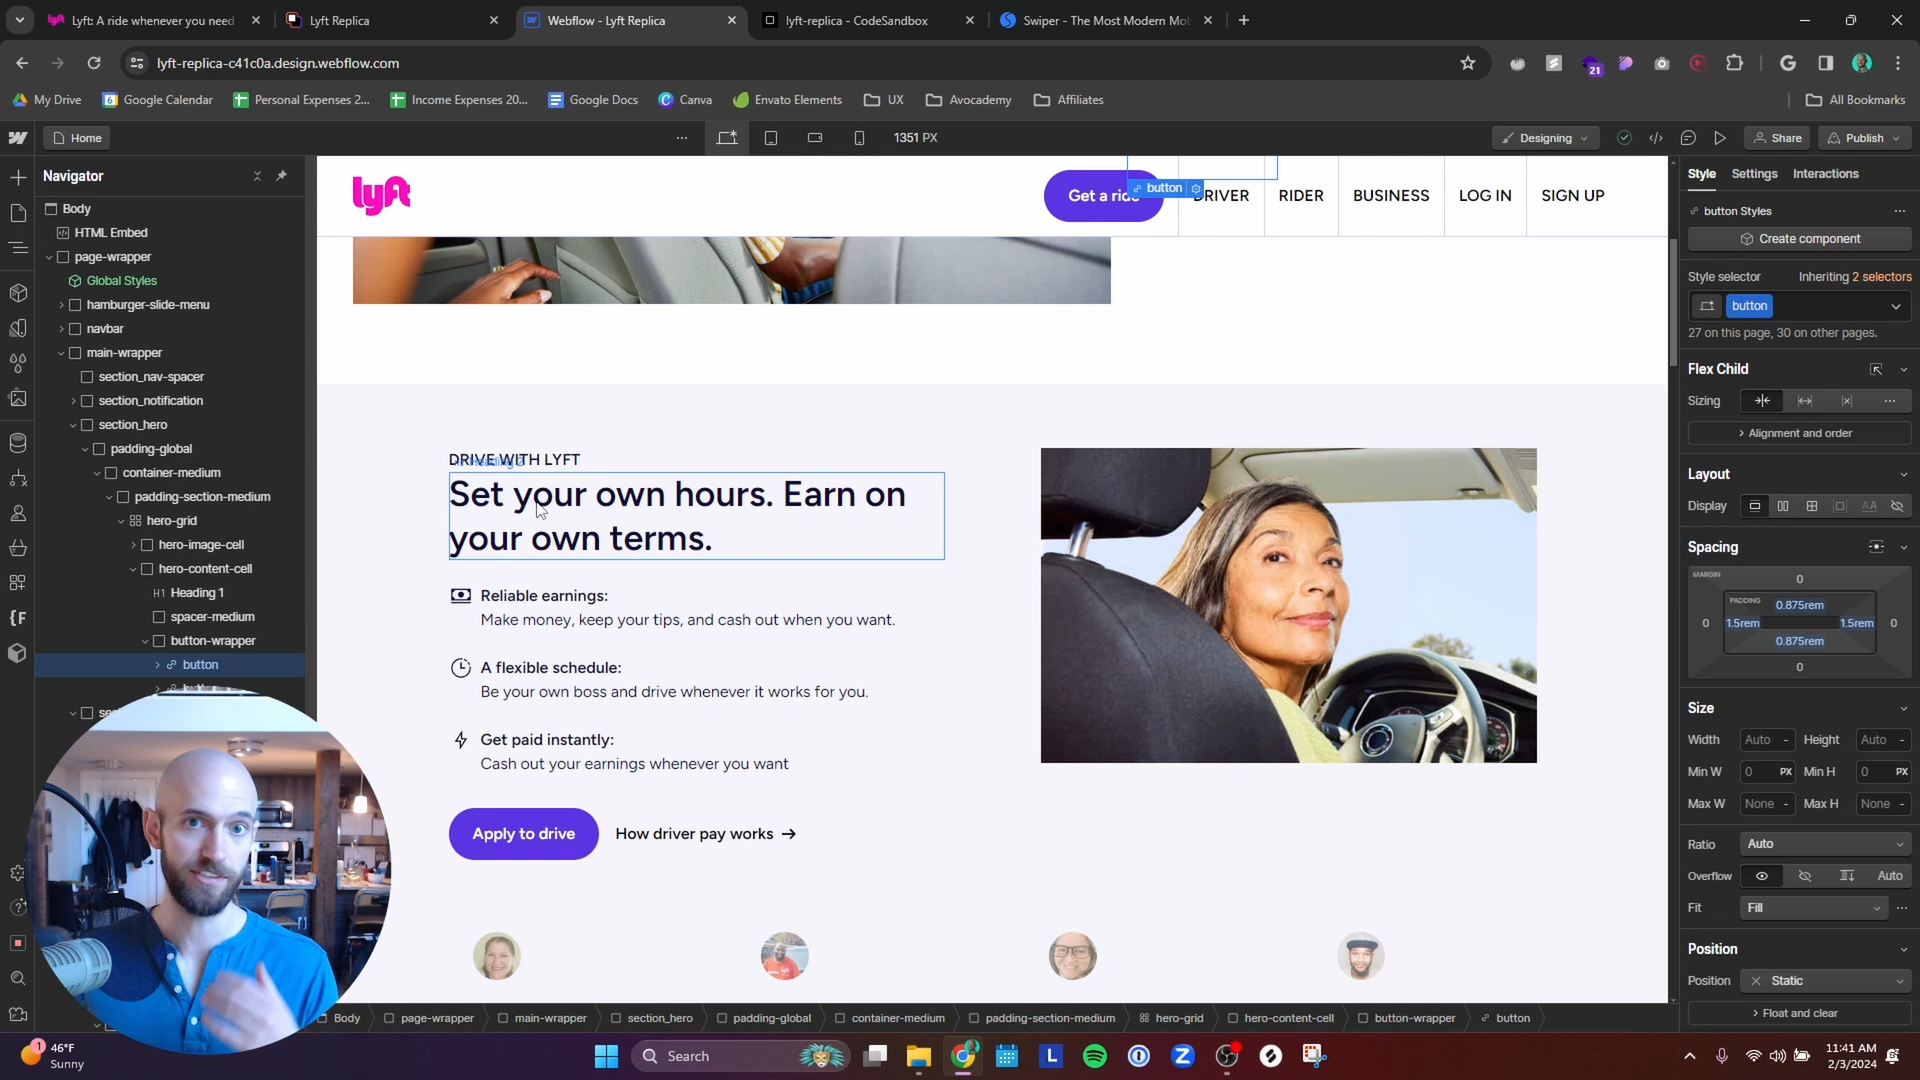 Lyft: A ride whenever you need
Lyft Replica
Webflow - Lyft Replica
lyft-replica - CodeSandbox
Swiper - The Most Modern Mo
lyft-replica-c41c0a.design.webflow.com
21
My Drive
Google Calendar
Personal Expenses 2...
Income Expenses 20...
Google Docs
Canva
Envato Elements
UX
Avocademy
Affiliates
All Bookmarks
Home
1351 PX
Designing
Share
Publish
Navigator
Body
HTML Embed
page-wrapper
Global Styles
hamburger-slide-menu
navbar
main-wrapper
section_nav-spacer
section_notification
section_hero
padding-global
container-medium
padding-section-medium
hero-grid
hero-image-cell
hero-content-cell
H1 Heading 1
spacer-medium
button-wrapper
button
lyft
Get a ride
button
DRIVER
RIDER
BUSINESS
LOG IN
SIGN UP
DRIVE WITH LYFT
Set your own hours. Earn on
your own terms.
Reliable earnings:
Make money, keep your tips, and cash out when you want.
A flexible schedule:
Be your own boss and drive whenever it works for you.
Get paid instantly:
Cash out your earnings whenever you want
Apply to drive
How driver pay works →
Style
Settings
Interactions
button Styles
Create component
Style selector
Inheriting 2 selectors
button
27 on this page, 30 on other pages.
Flex Child
Sizing
Alignment and order
Layout
Display
Spacing
MARGIN
0
PADDING
0.875rem
0
1.5rem
1.5rem
0
0.875rem
0
Size
Width
Auto -
Height
Auto -
Min W
0 PX
Min H
0 PX
Max W
None -
Max H
None -
Ratio
Auto
Overflow
Auto
Fit
Fill
Position
Position
Static
Float and clear
Body
page-wrapper
main-wrapper
section_hero
padding-global
container-medium
padding-section-medium
hero-grid
hero-content-cell
button-wrapper
button
1
46°F
Sunny
Search
11:41 AM
2/3/2024